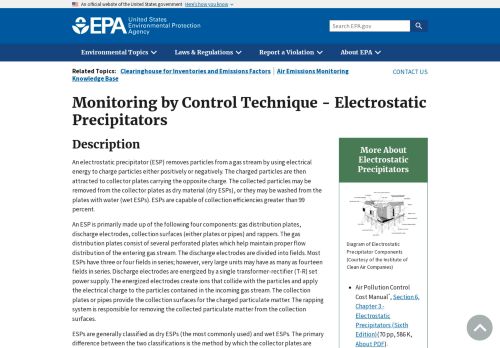 An official website of the United States government Here's how you know
EPA United States
Environmental Protection
Agency
Search EPA.gov
Environmental Topics
Laws & Regulations
Report a Violation
About EPA
Related Topics: Clearinghouse for Inventories and Emissions Factors | Air Emissions Monitoring
Knowledge Base
CONTACT US
Monitoring by Control Technique - Electrostatic
Precipitators
Description
An electrostatic precipitator (ESP) removes particles from a gas stream by using electrical
energy to charge particles either positively or negatively. The charged particles are then
attracted to collector plates carrying the opposite charge. The collected particles may be
removed from the collector plates as dry material (dry ESPs), or they may be washed from the
plates with water (wet ESPs). ESPs are capable of collection efficiencies greater than 99
percent.
An ESP is primarily made up of the following four components: gas distribution plates,
discharge electrodes, collection surfaces (either plates or pipes) and rappers. The gas
distribution plates consist of several perforated plates which help maintain proper flow
distribution of the entering gas stream. The discharge electrodes are divided into fields. Most
ESPs have three or four fields in series; however, very large units may have as many as fourteen
fields in series. Discharge electrodes are energized by a single transformer-rectifier (T-R) set
power supply. The energized electrodes create ions that collide with the particles and apply
the electrical charge to the particles contained in the incoming gas stream. The collection
plates or pipes provide the collection surfaces for the charged particulate matter. The rapping
system is responsible for removing the collected particulate matter from the collection
surfaces.
ESPs are generally classified as dry ESPs (the most commonly used) and wet ESPs. The primary
difference between the two classifications is the method by which the collector plates are
More About
Electrostatic
Precipitators
Diagram of Electrostatic
Precipitator Components
(Courtesy of the Institute of
Clean Air Companies)
Air Pollution Control
Cost Manual", Section 6,
Chapter 3 -
Electrostatic
Precipitators (Sixth
Edition)(70 pp, 586 K,
About PDF)